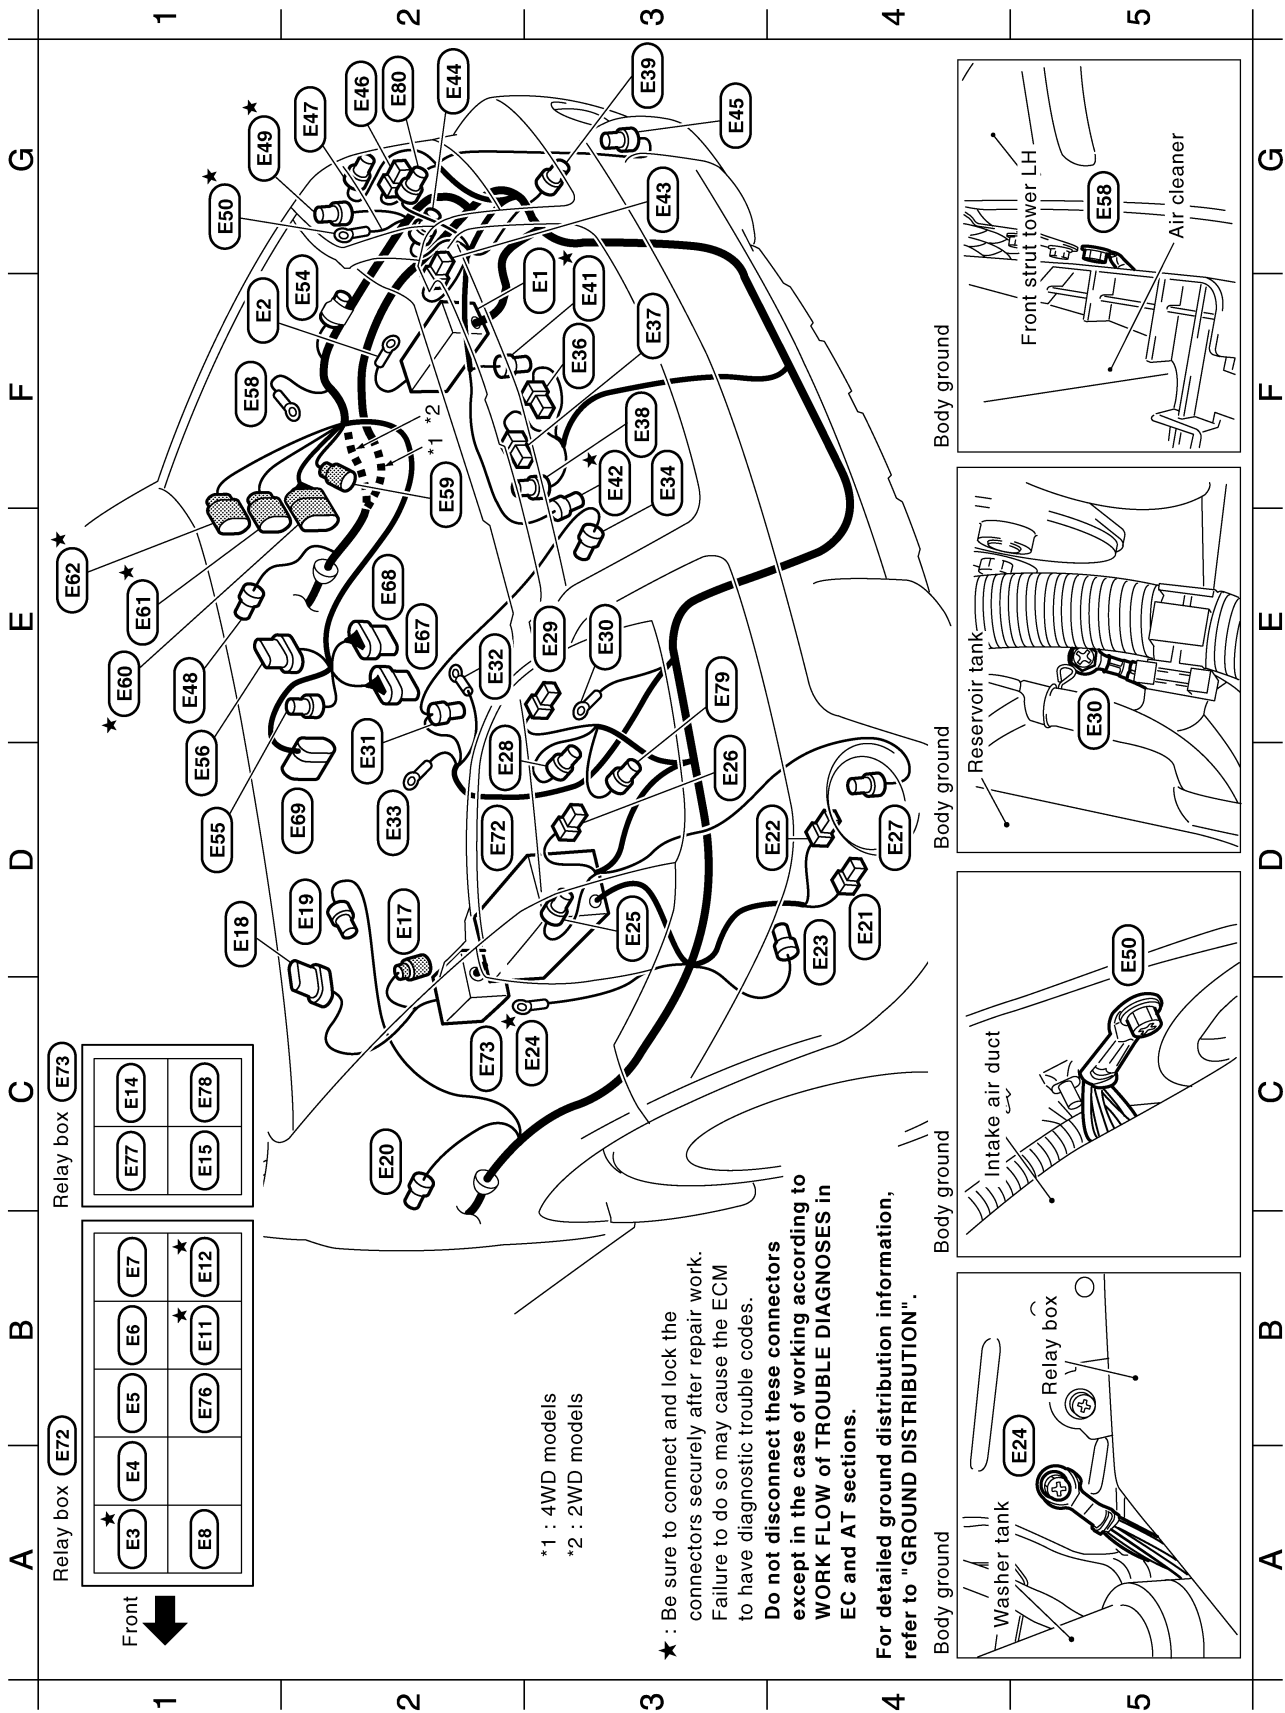 A
B
C
D
E
F
G
1
2
3
4
5
Relay box E72
E3 ★
E4
E5
E6
E7
E8
E76
E11 ★
E12 ★
Front
Relay box E73
E77
E14
E15
E78
★ E62
★ E61
★ E60
E48
E56
E55
E69
E18
E19
E17
E20
E58
E2
E54
★ E50
★ E49
E47
E46
E80
E44
E39
E45
E43
E1
★ E41
E36
E37
E38
★ E42
E34
*2
*1
E59
E68
E67
E32
E31
E33
E29
E30
E28
E79
E26
E72
E22
E27
E21
E23
E25
E73
★ E24
*1 : 4WD models
*2 : 2WD models
★ : Be sure to connect and lock the
connectors securely after repair work.
Failure to do so may cause the ECM
to have diagnostic trouble codes.
Do not disconnect these connectors
except in the case of working according to
WORK FLOW of TROUBLE DIAGNOSES in
EC and AT sections.
For detailed ground distribution information,
refer to "GROUND DISTRIBUTION".
Body ground
Washer tank
E24
Relay box
Body ground
Intake air duct
E50
Body ground
Reservoir tank
E30
Body ground
Front strut tower LH
E58
Air cleaner
A
B
C
D
E
F
G
1
2
3
4
5